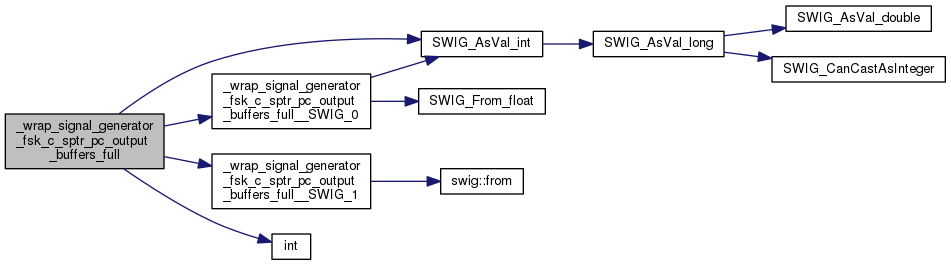 _wrap_signal_generator
_fsk_c_sptr_pc_output
_buffers_full
SWIG_AsVal_int
_wrap_signal_generator
_fsk_c_sptr_pc_output
_buffers_full__SWIG_0
SWIG_From_float
_wrap_signal_generator
_fsk_c_sptr_pc_output
_buffers_full__SWIG_1
swig::from
int
SWIG_AsVal_long
SWIG_AsVal_double
SWIG_CanCastAsInteger